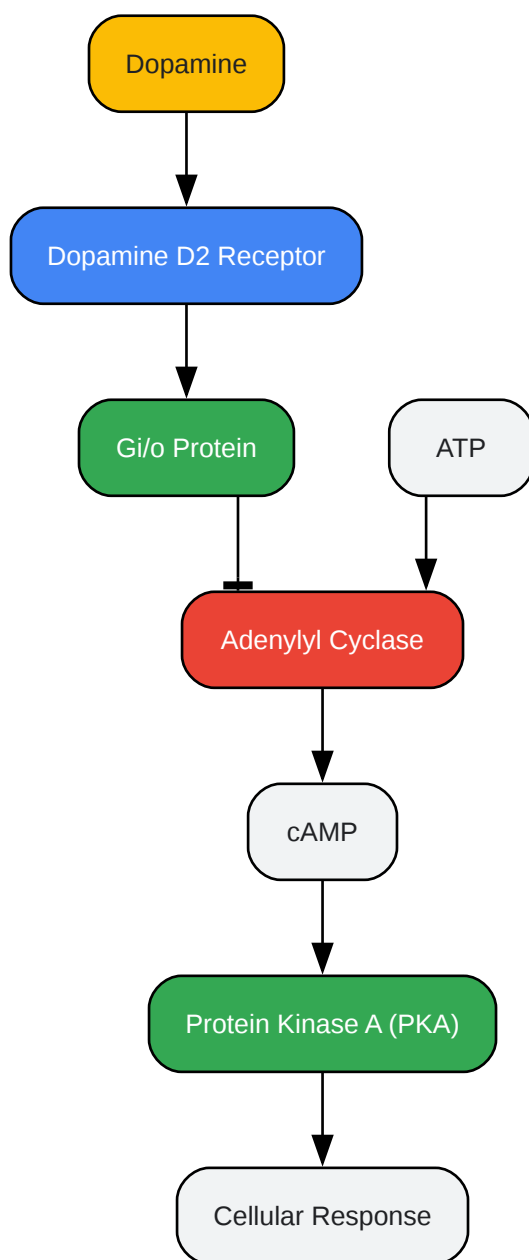 Dopamine
Dopamine D2 Receptor
Gi/o Protein
ATP
Adenylyl Cyclase
cAMP
Protein Kinase A (PKA)
Cellular Response